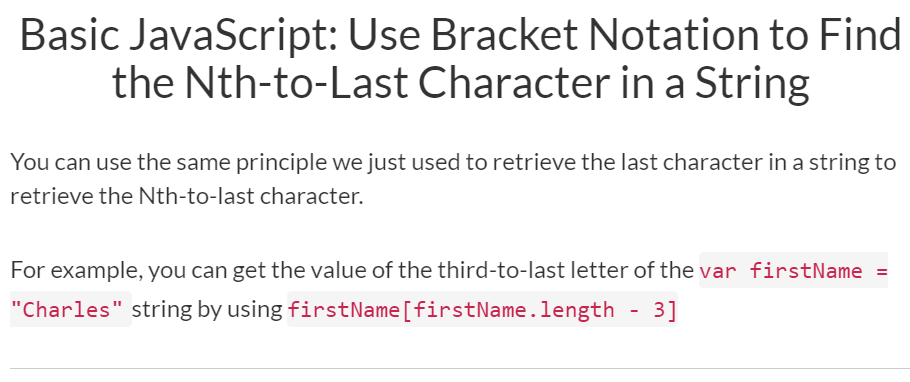 Basic JavaScript: Use Bracket Notation to Find
the Nth-to-Last Character in a String
You can use the same principle we just used to retrieve the last character in a string to
retrieve the Nth-to-last character.
For example, you can get the value of the third-to-last letter of the var firstName =
"Charles" string by using firstName[firstName.length - 3]